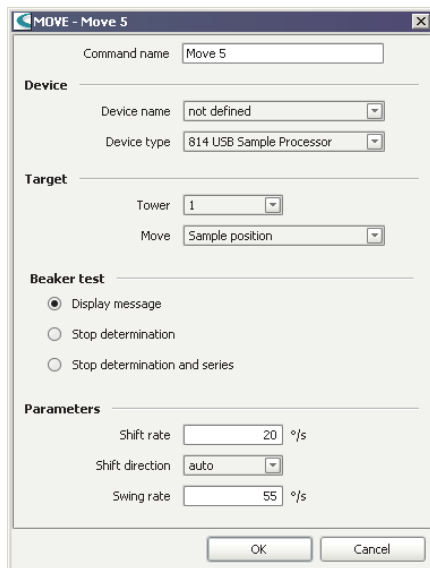 MOVE - Move 5
Command name Move 5
Device
Device name not defined
Device type 814 USB Sample Processor
Target
Tower 1
Move Sample position
Beaker test
Display message
Stop determination
Stop determination and series
Parameters
Shift rate 20 °/s
Shift direction auto
Swing rate 55 °/s
OK Cancel